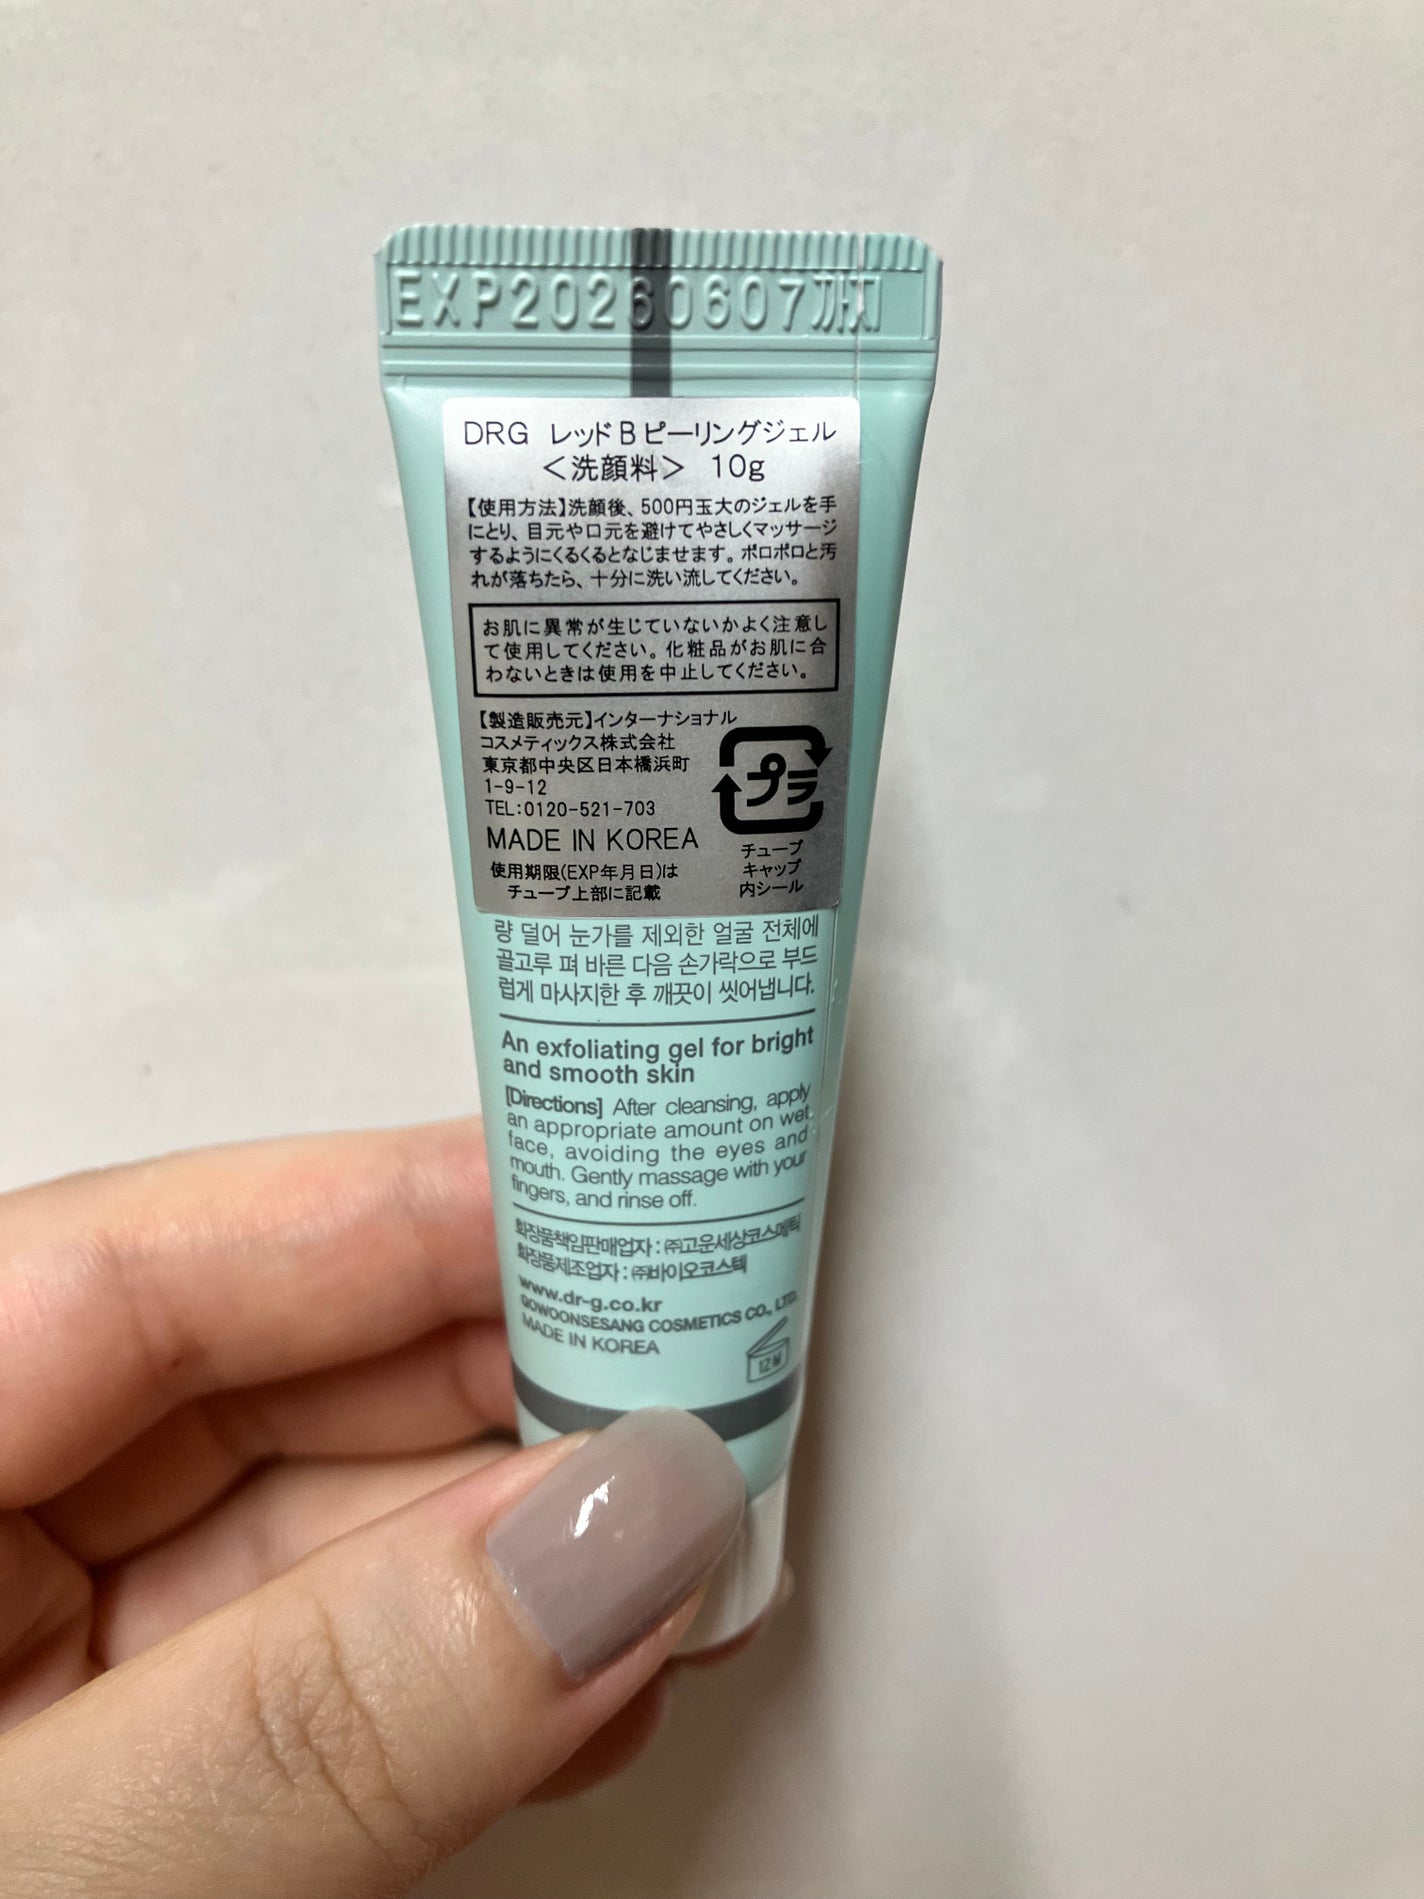 EXP20260607까지
DRG レッドBピーリングジェル
＜洗顔料＞ 10g
【使用方法】洗顔後、500円玉大のジェルを手
にとり、目元や口元を避けてやさしくマッサージ
するようにくるくるとなじませます。ポロポロと汚
れが落ちたら、十分に洗い流してください。
お肌に異常が生じていないかよく注意し
て使用してください。化粧品がお肌に合
わないときは使用を中止してください。
【製造販売元】インターナショナル
コスメティックス株式会社
東京都中央区日本橋浜町
1-9-12
TEL:0120-521-703
MADE IN KOREA
使用期限(EXP年月日)は
チューブ上部に記載
プラ
チューブ
キャップ
内シール
량 덜어 눈가를 제외한 얼굴 전체에
골고루 펴 바른 다음 손가락으로 부드
럽게 마사지한 후 깨끗이 씻어냅니다.
An exfoliating gel for bright
and smooth skin
[Directions] After cleansing, apply
an appropriate amount on wet
face, avoiding the eyes and
mouth. Gently massage with your
fingers, and rinse off.
화장품책임판매업자 : ㈜고운세상코스메틱
화장품제조업자 : ㈜바이오코스텍
www.dr-g.co.kr
GOWOONSESANG COSMETICS CO., LTD.
MADE IN KOREA
12M